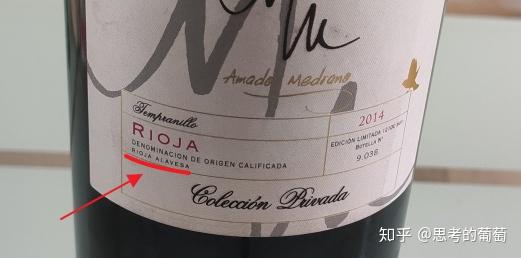 Amado Medrano
Tempranillo
RIOJA
DENOMINACION DE ORIGEN CALIFICADA
RIOJA ALAVESA
2014
EDICIÓN LIMITADA
BOTELLA Nº
9.038
Colección Privada
知乎 @思考的葡萄